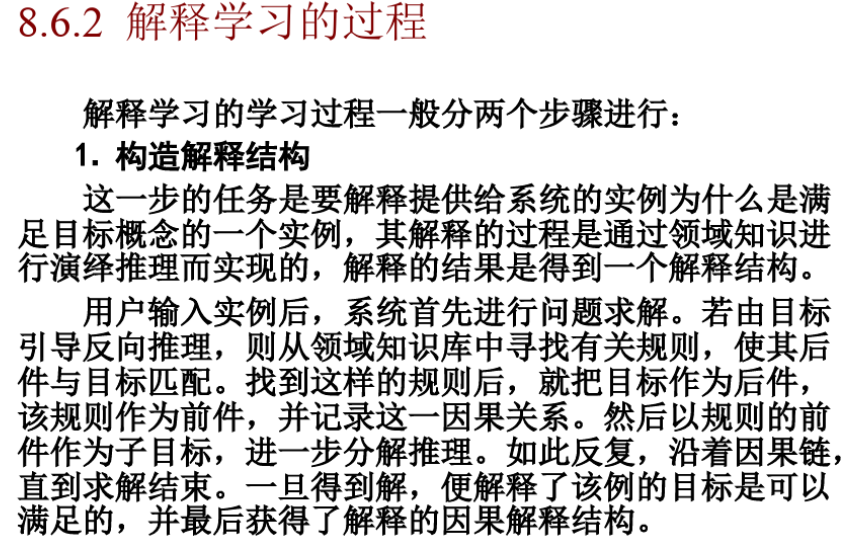 8.6.2 解释学习的过程
解释学习的学习过程一般分两个步骤进行：
1. 构造解释结构
这一步的任务是要解释提供给系统的实例为什么是满
足目标概念的一个实例，其解释的过程是通过领域知识进
行演绎推理而实现的，解释的结果是得到一个解释结构。
用户输入实例后，系统首先进行问题求解。若由目标
引导反向推理，则从领域知识库中寻找有关规则，使其后
件与目标匹配。找到这样的规则后，就把目标作为后件，
该规则作为前件，并记录这一因果关系。然后以规则的前
件作为子目标，进一步分解推理。如此反复，沿着因果链，
直到求解结束。一旦得到解，便解释了该例的目标是可以
满足的，并最后获得了解释的因果解释结构。